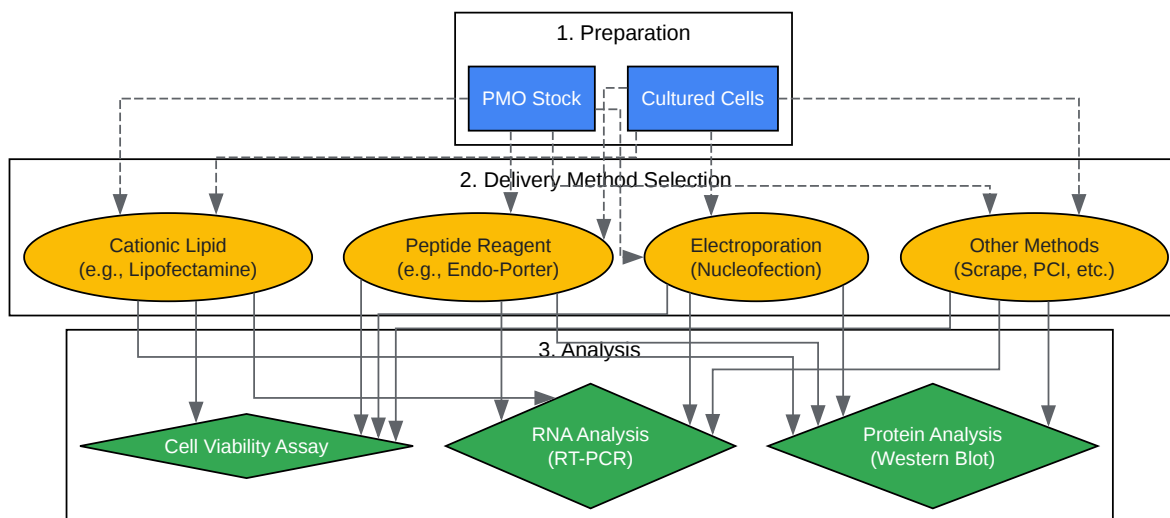 1. Preparation
PMO Stock
Cultured Cells
2. Delivery Method Selection
Cationic Lipid
(e.g., Lipofectamine)
Peptide Reagent
(e.g., Endo-Porter)
Electroporation
(Nucleofection)
Other Methods
(Scrape, PCI, etc.)
3. Analysis
Cell Viability Assay
RNA Analysis
(RT-PCR)
Protein Analysis
(Western Blot)